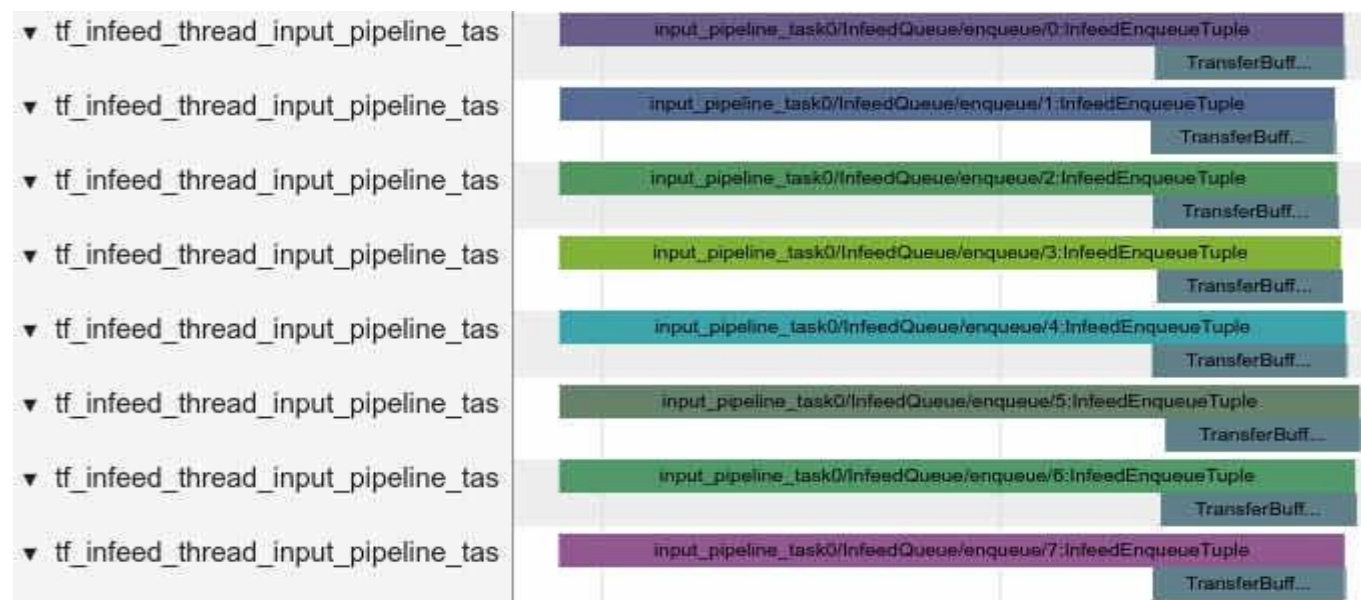 ▾ tf_infeed_thread_input_pipeline_tas input_pipeline_task0/InfeedQueue/enqueue/0:InfeedEnqueueTuple
TransferBuff...
▾ tf_infeed_thread_input_pipeline_tas input_pipeline_task0/InfeedQueue/enqueue/1:InfeedEnqueueTuple
TransferBuff...
▾ tf_infeed_thread_input_pipeline_tas input_pipeline_task0/InfeedQueue/enqueue/2:InfeedEnqueueTuple
TransferBuff...
▾ tf_infeed_thread_input_pipeline_tas input_pipeline_task0/InfeedQueue/enqueue/3:InfeedEnqueueTuple
TransferBuff...
▾ tf_infeed_thread_input_pipeline_tas input_pipeline_task0/InfeedQueue/enqueue/4:InfeedEnqueueTuple
TransferBuff...
▾ tf_infeed_thread_input_pipeline_tas input_pipeline_task0/InfeedQueue/enqueue/5:InfeedEnqueueTuple
TransferBuff...
▾ tf_infeed_thread_input_pipeline_tas input_pipeline_task0/InfeedQueue/enqueue/6:InfeedEnqueueTuple
TransferBuff...
▾ tf_infeed_thread_input_pipeline_tas input_pipeline_task0/InfeedQueue/enqueue/7:InfeedEnqueueTuple
TransferBuff...